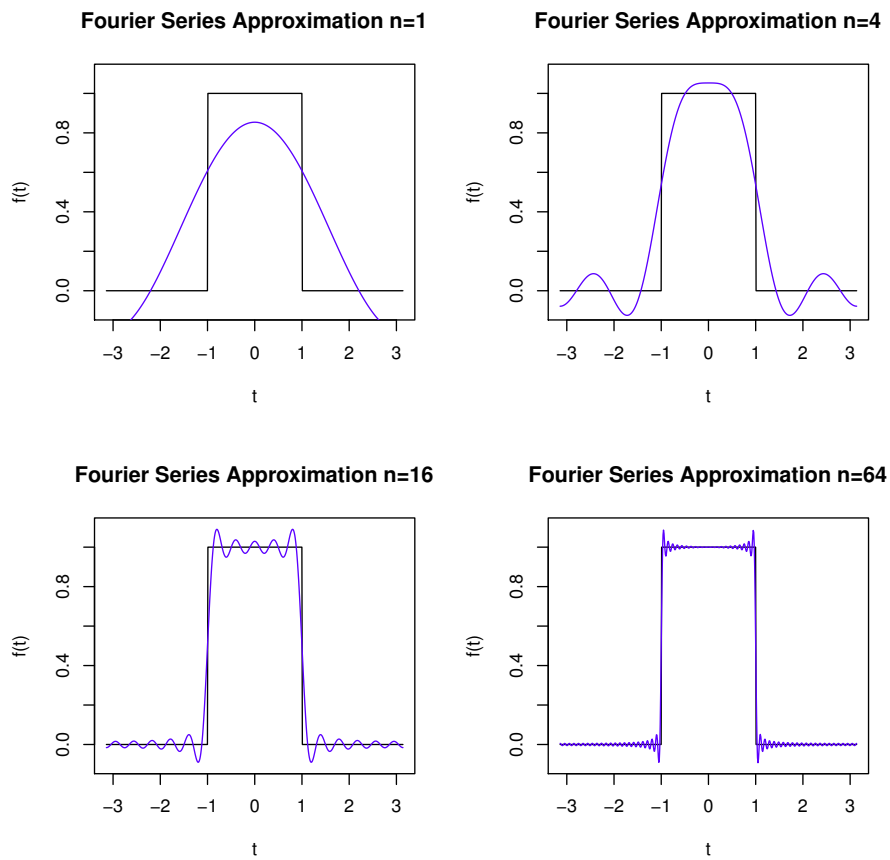 Fourier Series Approximation n=1
f(t)
0.0 0.4 0.8
−3 −2 −1 0 1 2 3
t
Fourier Series Approximation n=4
f(t)
0.0 0.4 0.8
−3 −2 −1 0 1 2 3
t
Fourier Series Approximation n=16
f(t)
0.0 0.4 0.8
−3 −2 −1 0 1 2 3
t
Fourier Series Approximation n=64
f(t)
0.0 0.4 0.8
−3 −2 −1 0 1 2 3
t